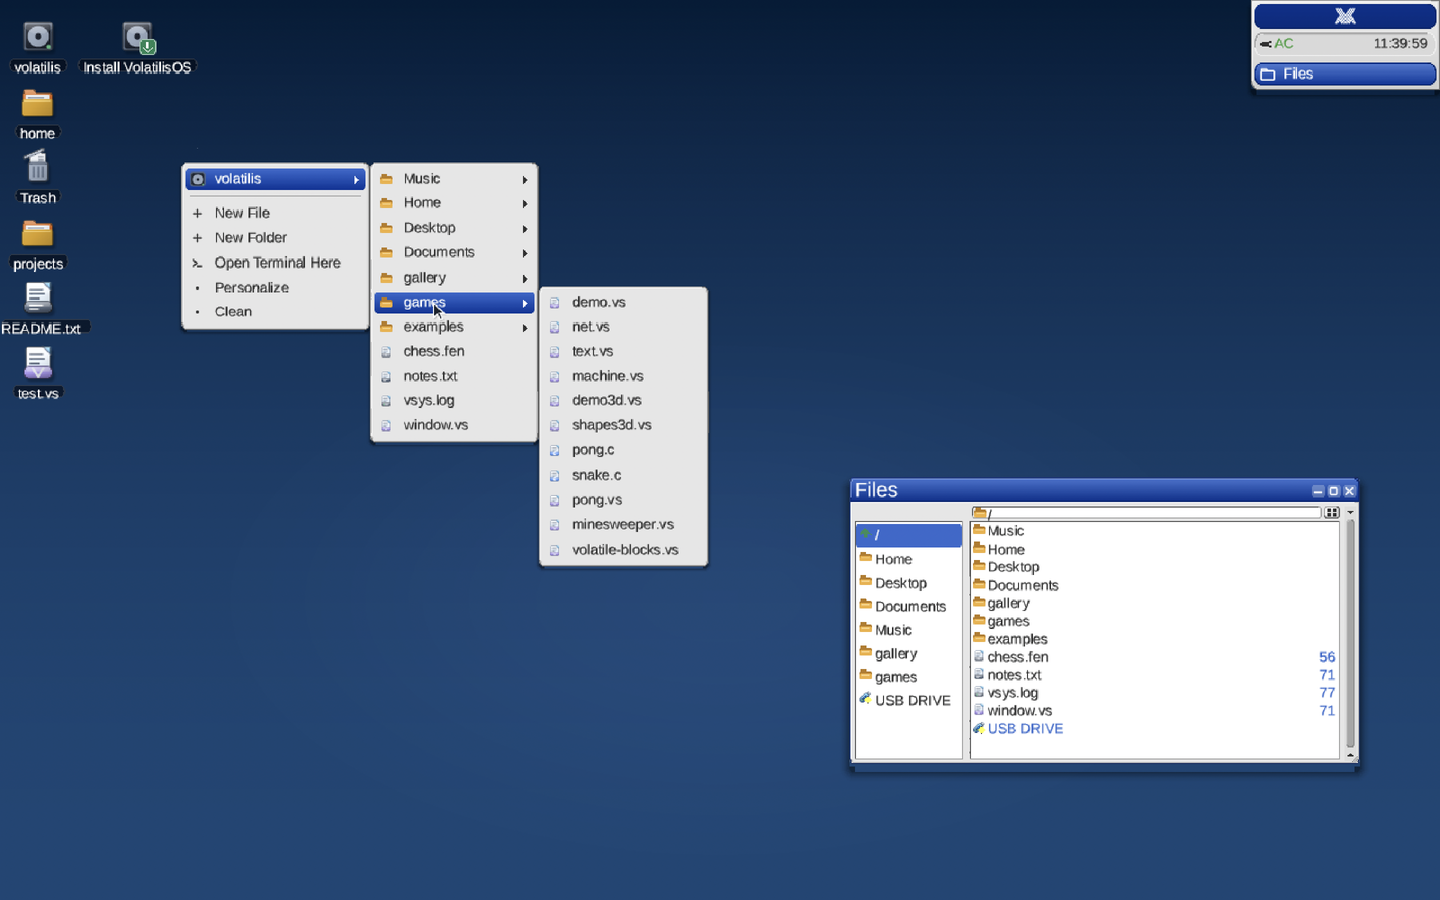 volatilis
Install VolatilisOS
home
Trash
projects
README.txt
test.vs
AC 11:39:59
Files
volatilis
New File
New Folder
Open Terminal Here
Personalize
Clean
Music
Home
Desktop
Documents
gallery
games
examples
chess.fen
notes.txt
vsys.log
window.vs
demo.vs
net.vs
text.vs
machine.vs
demo3d.vs
shapes3d.vs
pong.c
snake.c
pong.vs
minesweeper.vs
volatile-blocks.vs
Files
/
/
Home
Desktop
Documents
Music
gallery
games
USB DRIVE
Music
Home
Desktop
Documents
gallery
games
examples
chess.fen 56
notes.txt 71
vsys.log 77
window.vs 71
USB DRIVE